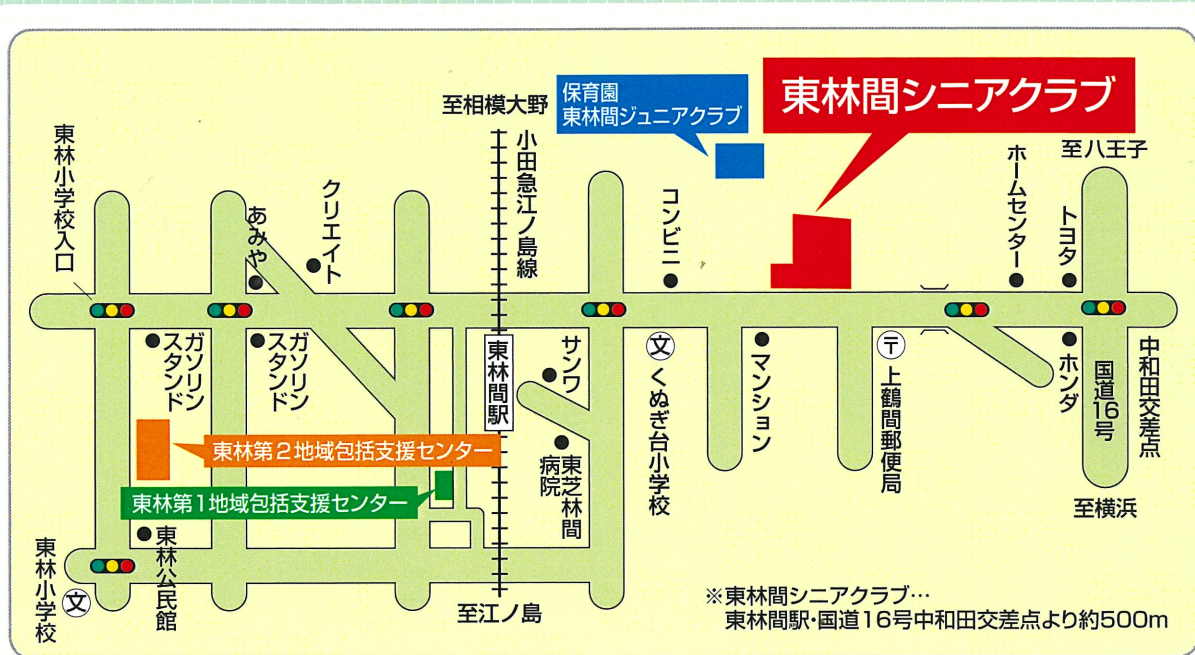 保育園
東林間ジュニアクラブ
東林間シニアクラブ
至相模大野
小田急江ノ島線
至八王子
東林小学校入口
あみや
クリエイト
コンビニ
ホームセンター
トヨタ
ガソリン
スタンド
ガソリン
スタンド
東林間駅
サンワ
文
くぬぎ台小学校
マンション
〒
上鶴間郵便局
ホンダ
国道16号
中和田交差点
東林第2地域包括支援センター
東林第1地域包括支援センター
東芝林間
病院
至横浜
東林小学校
文
東林公民館
至江ノ島
※東林間シニアクラブ…
東林間駅・国道16号中和田交差点より約500m